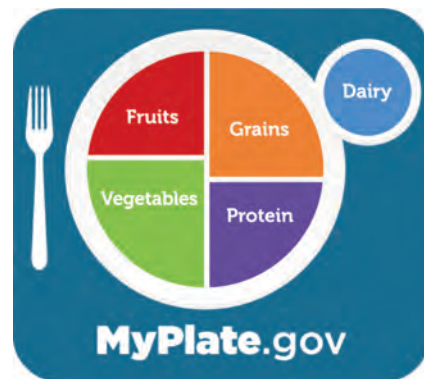 Dairy
Fruits
Grains
Vegetables
Protein
MyPlate.gov